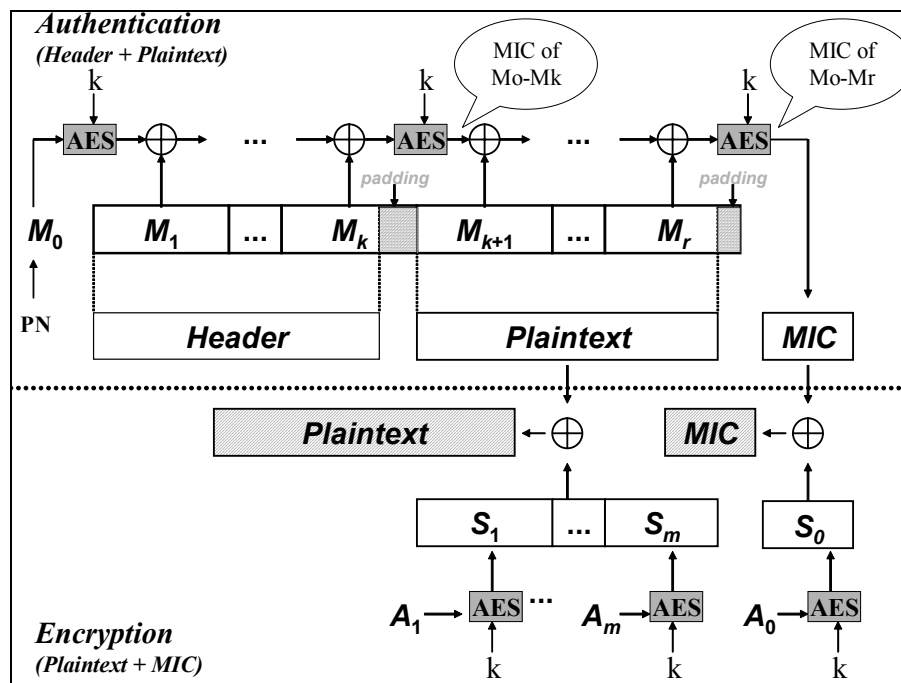 Authentication
(Header + Plaintext)
MIC of
Mo-Mk
MIC of
Mo-Mr
k
k
k
AES
...
AES
...
AES
padding
padding
M0
M1
...
Mk
Mk+1
...
Mr
PN
Header
Plaintext
MIC
Plaintext
MIC
S1
...
Sm
S0
A1
AES
...
Am
AES
A0
AES
k
k
k
Encryption
(Plaintext + MIC)